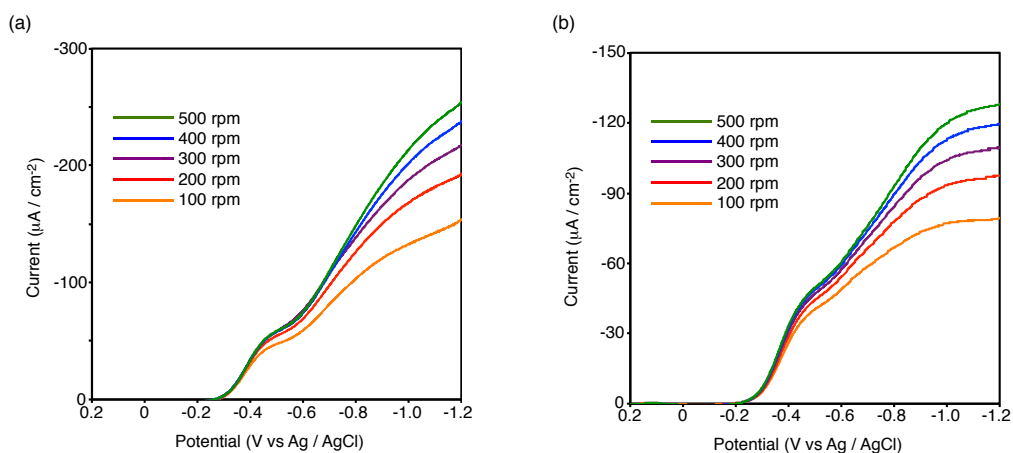 (a)
-300
-200
-100
0
Current (µA / cm⁻²)
500 rpm
400 rpm
300 rpm
200 rpm
100 rpm
0.2 0 -0.2 -0.4 -0.6 -0.8 -1.0 -1.2
Potential (V vs Ag / AgCl)
(b)
-150
-120
-90
-60
-30
0
Current (µA / cm⁻²)
500 rpm
400 rpm
300 rpm
200 rpm
100 rpm
0.2 0 -0.2 -0.4 -0.6 -0.8 -1.0 -1.2
Potential (V vs Ag / AgCl)